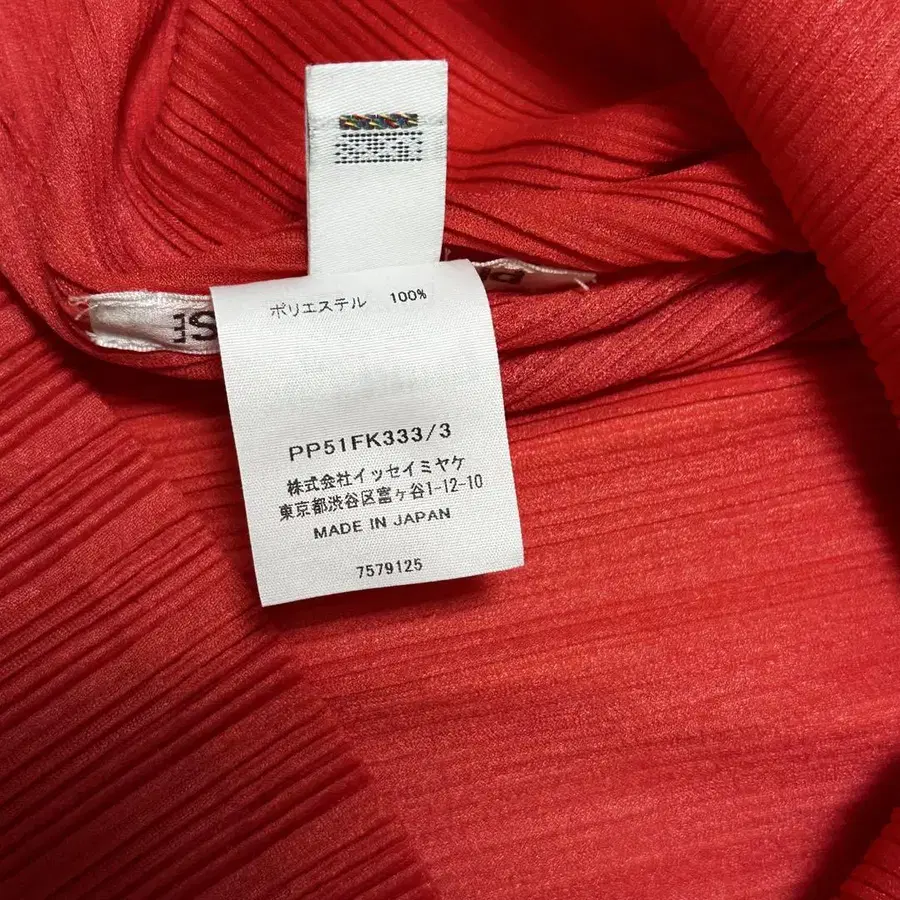 ポリエステル 100%
PP51FK333/3
株式会社イッセイミヤケ
東京都渋谷区富ヶ谷1-12-10
MADE IN JAPAN
7579125